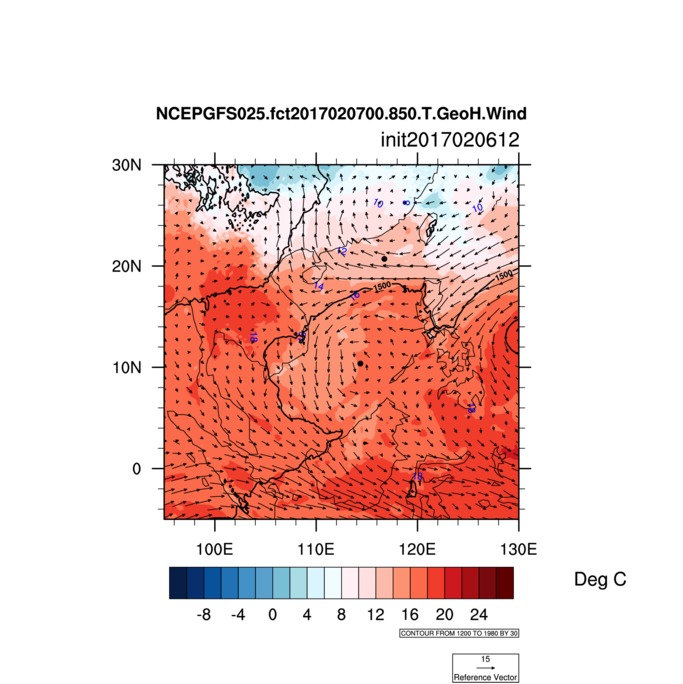 NCEPGFS025.fct2017020700.850.T.GeoH.Wind
init2017020612
30N
10
10
20N
12
14
16
1500
1500
18
10N
0
100E
110E
120E
130E
-8
-4
0
4
8
12
16
20
24
Deg C
CONTOUR FROM 1200 TO 1980 BY 30
15
Reference Vector